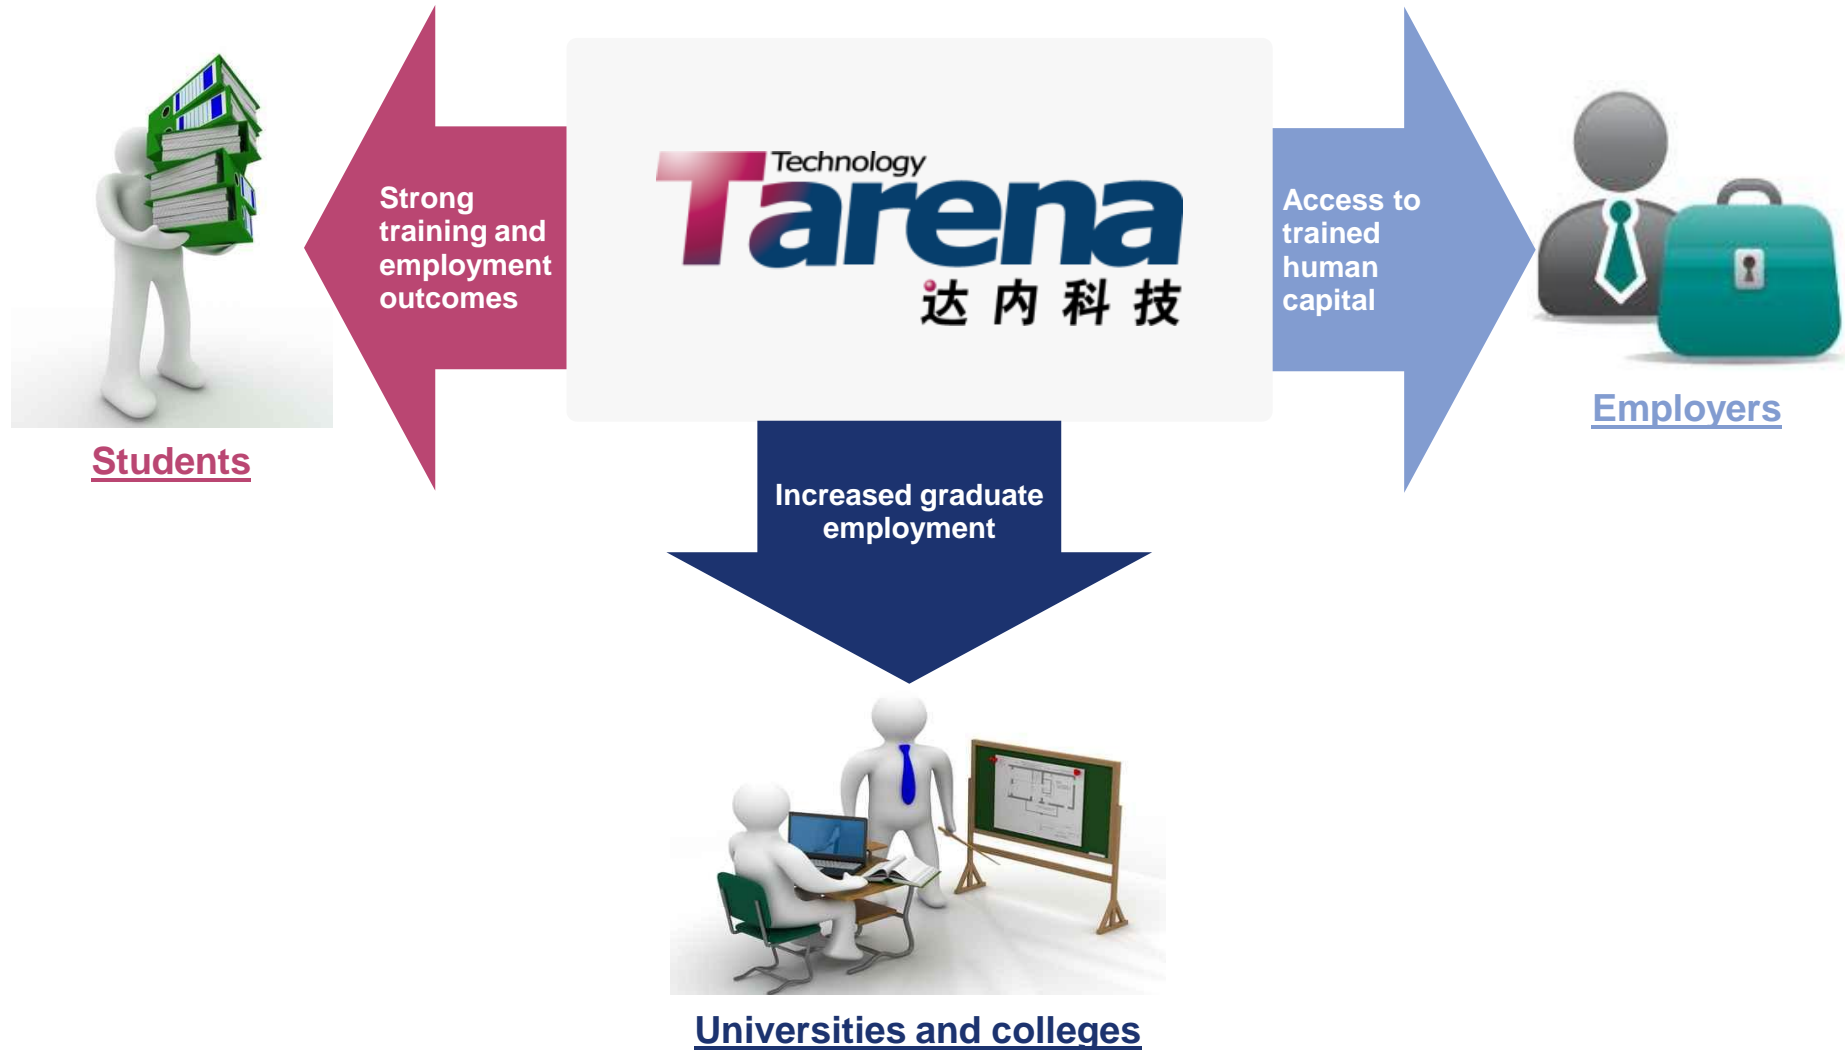 Technology
Tarena
达内科技
Strong
training and
employment
outcomes
Access to
trained
human
capital
Students
Employers
Increased graduate
employment
Universities and colleges